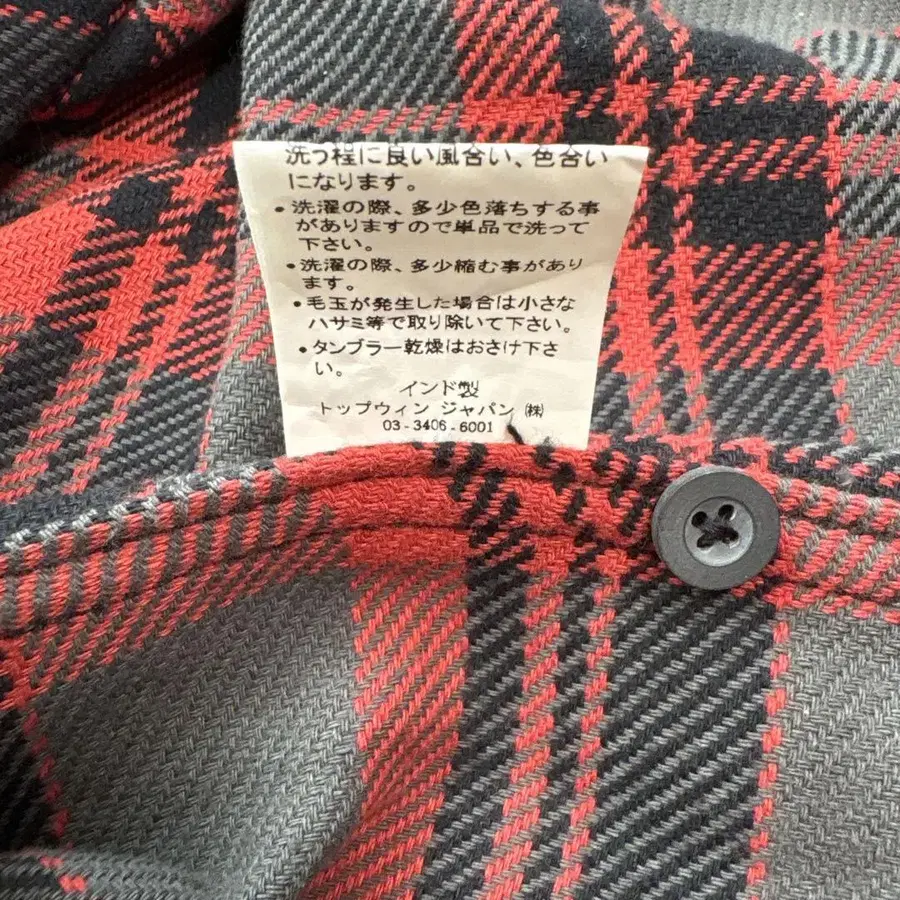 洗う程に良い風合い、色合い
になります。
・洗濯の際、多少色落ちする事
がありますので単品で洗って
下さい。
・洗濯の際、多少縮む事があり
ます。
・毛玉が発生した場合は小さな
ハサミ等で取り除いて下さい。
・タンブラー乾燥はおさけ下さ
い。
インド製
トップウィン ジャパン ㈱
03-3406-6001